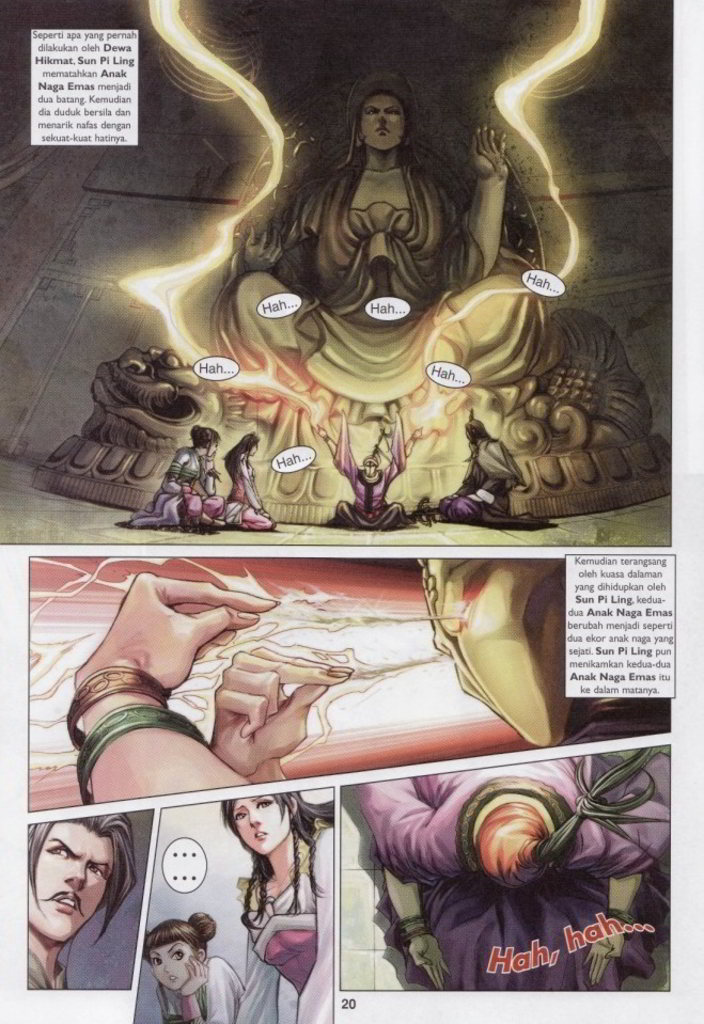 Seperti apa yang pernah
dilakukan oleh Dewa
Hikmat, Sun Pi Ling
mematahkan Anak
Naga Emas menjadi
dua batang. Kemudian
dia duduk bersila dan
menarik nafas dengan
sekuat-kuat hatinya.
Hah...
Hah...
Hah...
Hah...
Hah...
Hah...
Kemudian terangsang
oleh kuasa dalaman
yang dihidupkan oleh
Sun Pi Ling, kedua-
dua Anak Naga Emas
berubah menjadi seperti
dua ekor anak naga yang
sejati. Sun Pi Ling pun
menikamkan kedua-dua
Anak Naga Emas itu
ke dalam matanya.
...
...
Hah, hah...
20